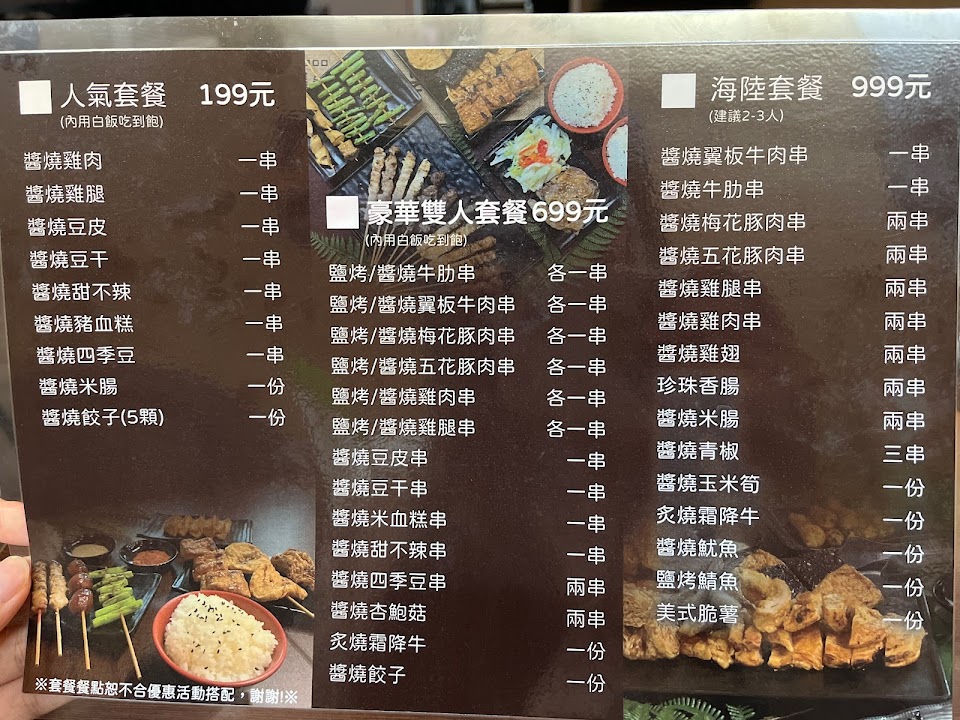 人氣套餐 199元
(內用白飯吃到飽)
醬燒雞肉 一串
醬燒雞腿 一串
醬燒豆皮 一串
醬燒豆干 一串
醬燒甜不辣 一串
醬燒豬血糕 一串
醬燒四季豆 一串
醬燒米腸 一份
醬燒餃子(5顆) 一份
※套餐餐點恕不合優惠活動搭配，謝謝!※
豪華雙人套餐699元
(內用白飯吃到飽)
鹽烤/醬燒牛肋串 各一串
鹽烤/醬燒翼板牛肉串 各一串
鹽烤/醬燒梅花豚肉串 各一串
鹽烤/醬燒五花豚肉串 各一串
鹽烤/醬燒雞肉串 各一串
鹽烤/醬燒雞腿串 各一串
醬燒豆皮串 一串
醬燒豆干串 一串
醬燒米血糕串 一串
醬燒甜不辣串 一串
醬燒四季豆串 兩串
醬燒杏鮑菇 兩串
炙燒霜降牛 一份
醬燒餃子 一份
海陸套餐 999元
(建議2-3人)
醬燒翼板牛肉串 一串
醬燒牛肋串 一串
醬燒梅花豚肉串 兩串
醬燒五花豚肉串 兩串
醬燒雞腿串 兩串
醬燒雞肉串 兩串
醬燒雞翅 兩串
珍珠香腸 兩串
醬燒米腸 兩串
醬燒青椒 三串
醬燒玉米筍 一份
炙燒霜降牛 一份
醬燒魷魚 一份
鹽烤鯖魚 一份
美式脆薯 一份